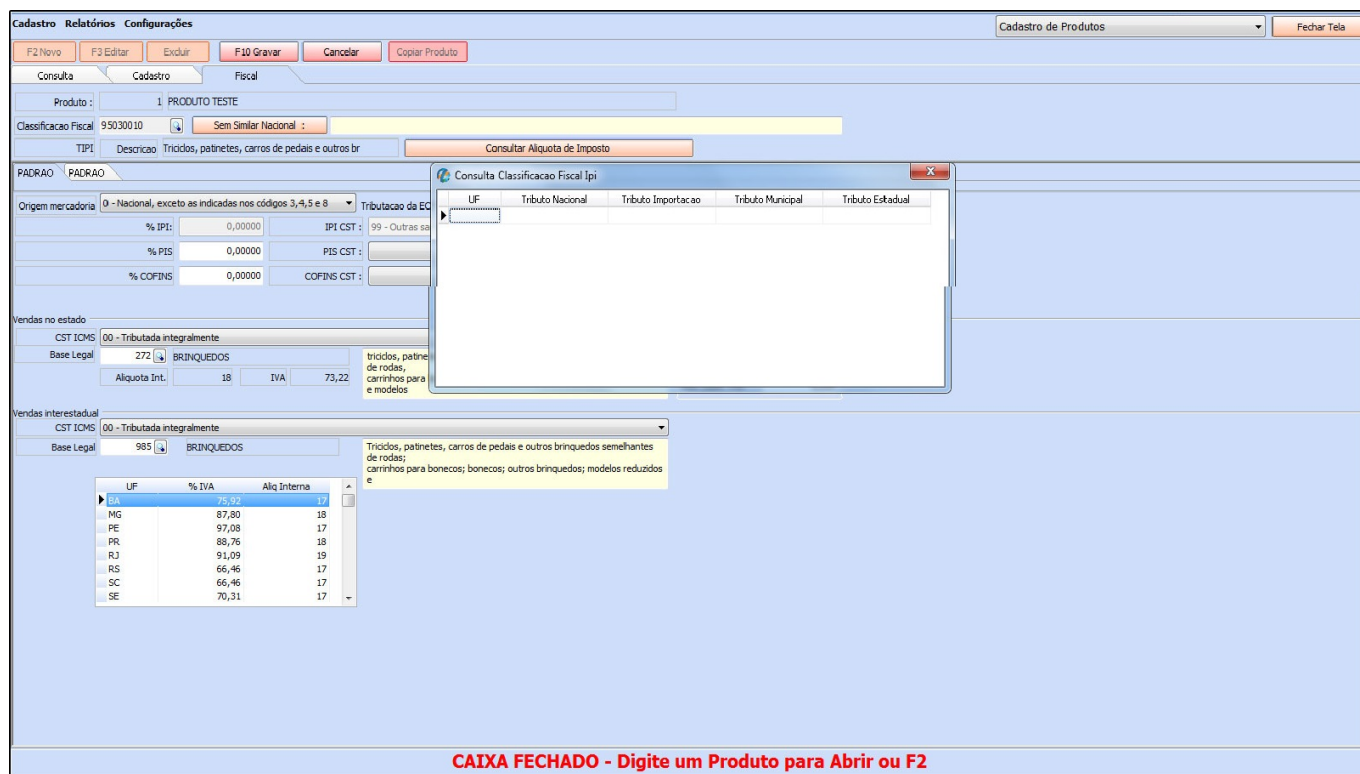 Cadastro Relatórios Configurações
Cadastro de Produtos
Fechar Tela
F2 Novo F3 Editar Excluir F10 Gravar Cancelar Copiar Produto
Consulta Cadastro Fiscal
Produto : 1 PRODUTO TESTE
Classificacao Fiscal 95030010 Sem Similar Nacional :
TIPI Descricao Triciclos, patinetes, carros de pedais e outros br Consultar Aliquota de Imposto
PADRAO PADRAO
Consulta Classificacao Fiscal Ipi
UF Tributo Nacional Tributo Importacao Tributo Municipal Tributo Estadual
Origem mercadoria 0 - Nacional, exceto as indicadas nos códigos 3,4,5 e 8 Tributacao da EC
% IPI: 0,00000 IPI CST : 99 - Outras sa
% PIS 0,00000 PIS CST :
% COFINS 0,00000 COFINS CST :
Vendas no estado
CST ICMS 00 - Tributada integralmente
Base Legal 272 BRINQUEDOS
Aliquota Int. 18 IVA 73,22
triciclos, patine
de rodas,
carrinhos para
e modelos
Vendas interestadual
CST ICMS 00 - Tributada integralmente
Base Legal 985 BRINQUEDOS
Triciclos, patinetes, carros de pedais e outros brinquedos semelhantes
de rodas;
carrinhos para bonecos; bonecos; outros brinquedos; modelos reduzidos
e
UF % IVA Aliq Interna
BA 75,92 17
MG 87,80 18
PE 97,08 17
PR 88,76 18
RJ 91,09 19
RS 66,46 17
SC 66,46 17
SE 70,31 17
CAIXA FECHADO - Digite um Produto para Abrir ou F2